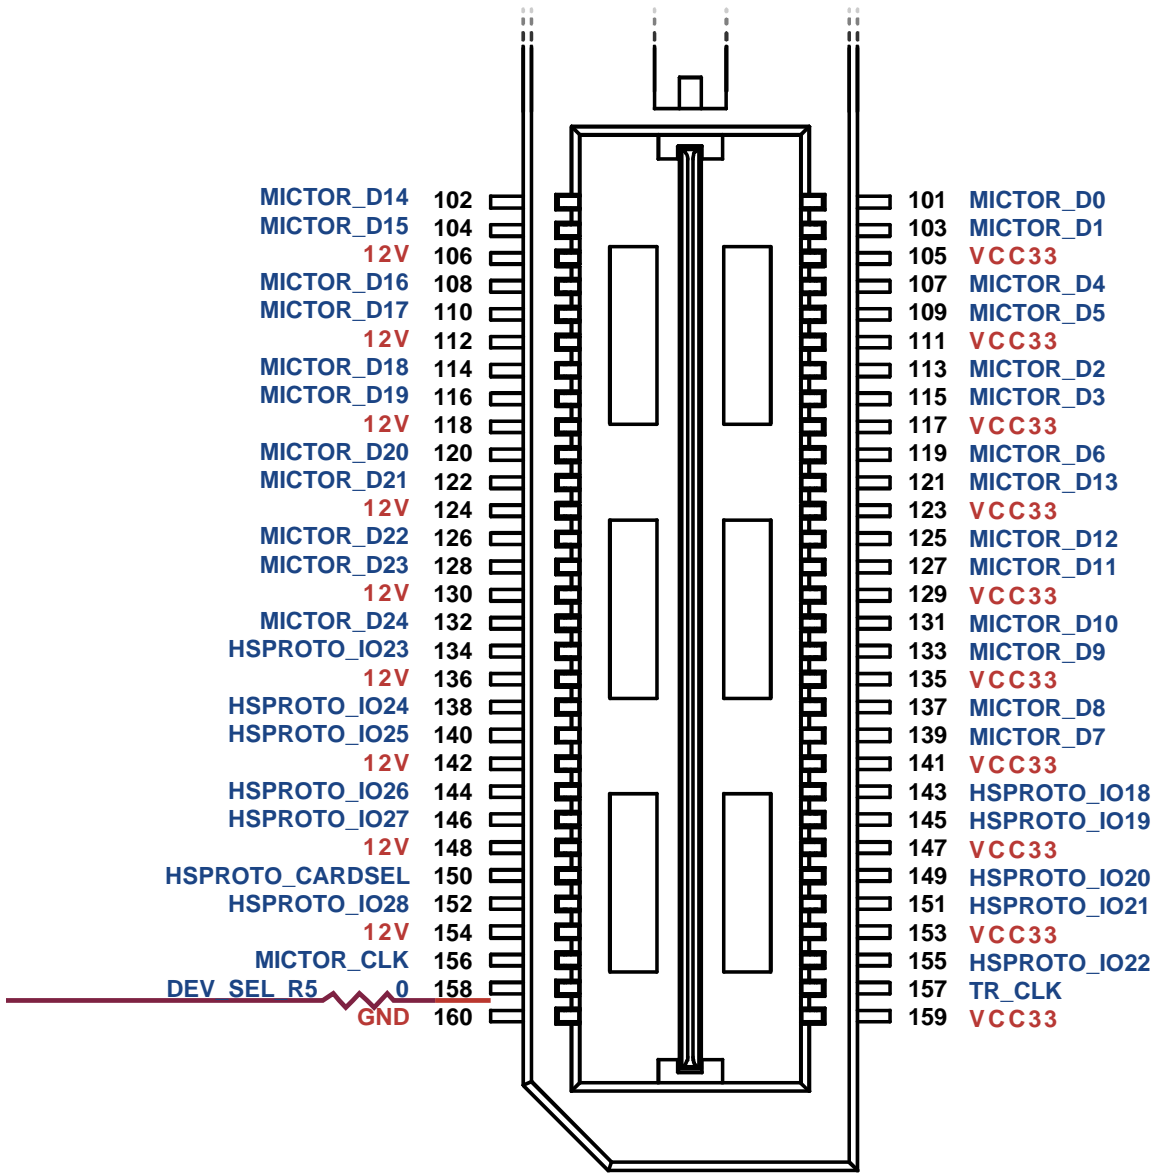 MICTOR_D14 102 101 MICTOR_D0
MICTOR_D15 104 103 MICTOR_D1
12V 106 105 VCC33
MICTOR_D16 108 107 MICTOR_D4
MICTOR_D17 110 109 MICTOR_D5
12V 112 111 VCC33
MICTOR_D18 114 113 MICTOR_D2
MICTOR_D19 116 115 MICTOR_D3
12V 118 117 VCC33
MICTOR_D20 120 119 MICTOR_D6
MICTOR_D21 122 121 MICTOR_D13
12V 124 123 VCC33
MICTOR_D22 126 125 MICTOR_D12
MICTOR_D23 128 127 MICTOR_D11
12V 130 129 VCC33
MICTOR_D24 132 131 MICTOR_D10
HSPROTO_IO23 134 133 MICTOR_D9
12V 136 135 VCC33
HSPROTO_IO24 138 137 MICTOR_D8
HSPROTO_IO25 140 139 MICTOR_D7
12V 142 141 VCC33
HSPROTO_IO26 144 143 HSPROTO_IO18
HSPROTO_IO27 146 145 HSPROTO_IO19
12V 148 147 VCC33
HSPROTO_CARDSEL 150 149 HSPROTO_IO20
HSPROTO_IO28 152 151 HSPROTO_IO21
12V 154 153 VCC33
MICTOR_CLK 156 155 HSPROTO_IO22
DEV_SEL_R5 0 158 157 TR_CLK
GND 160 159 VCC33